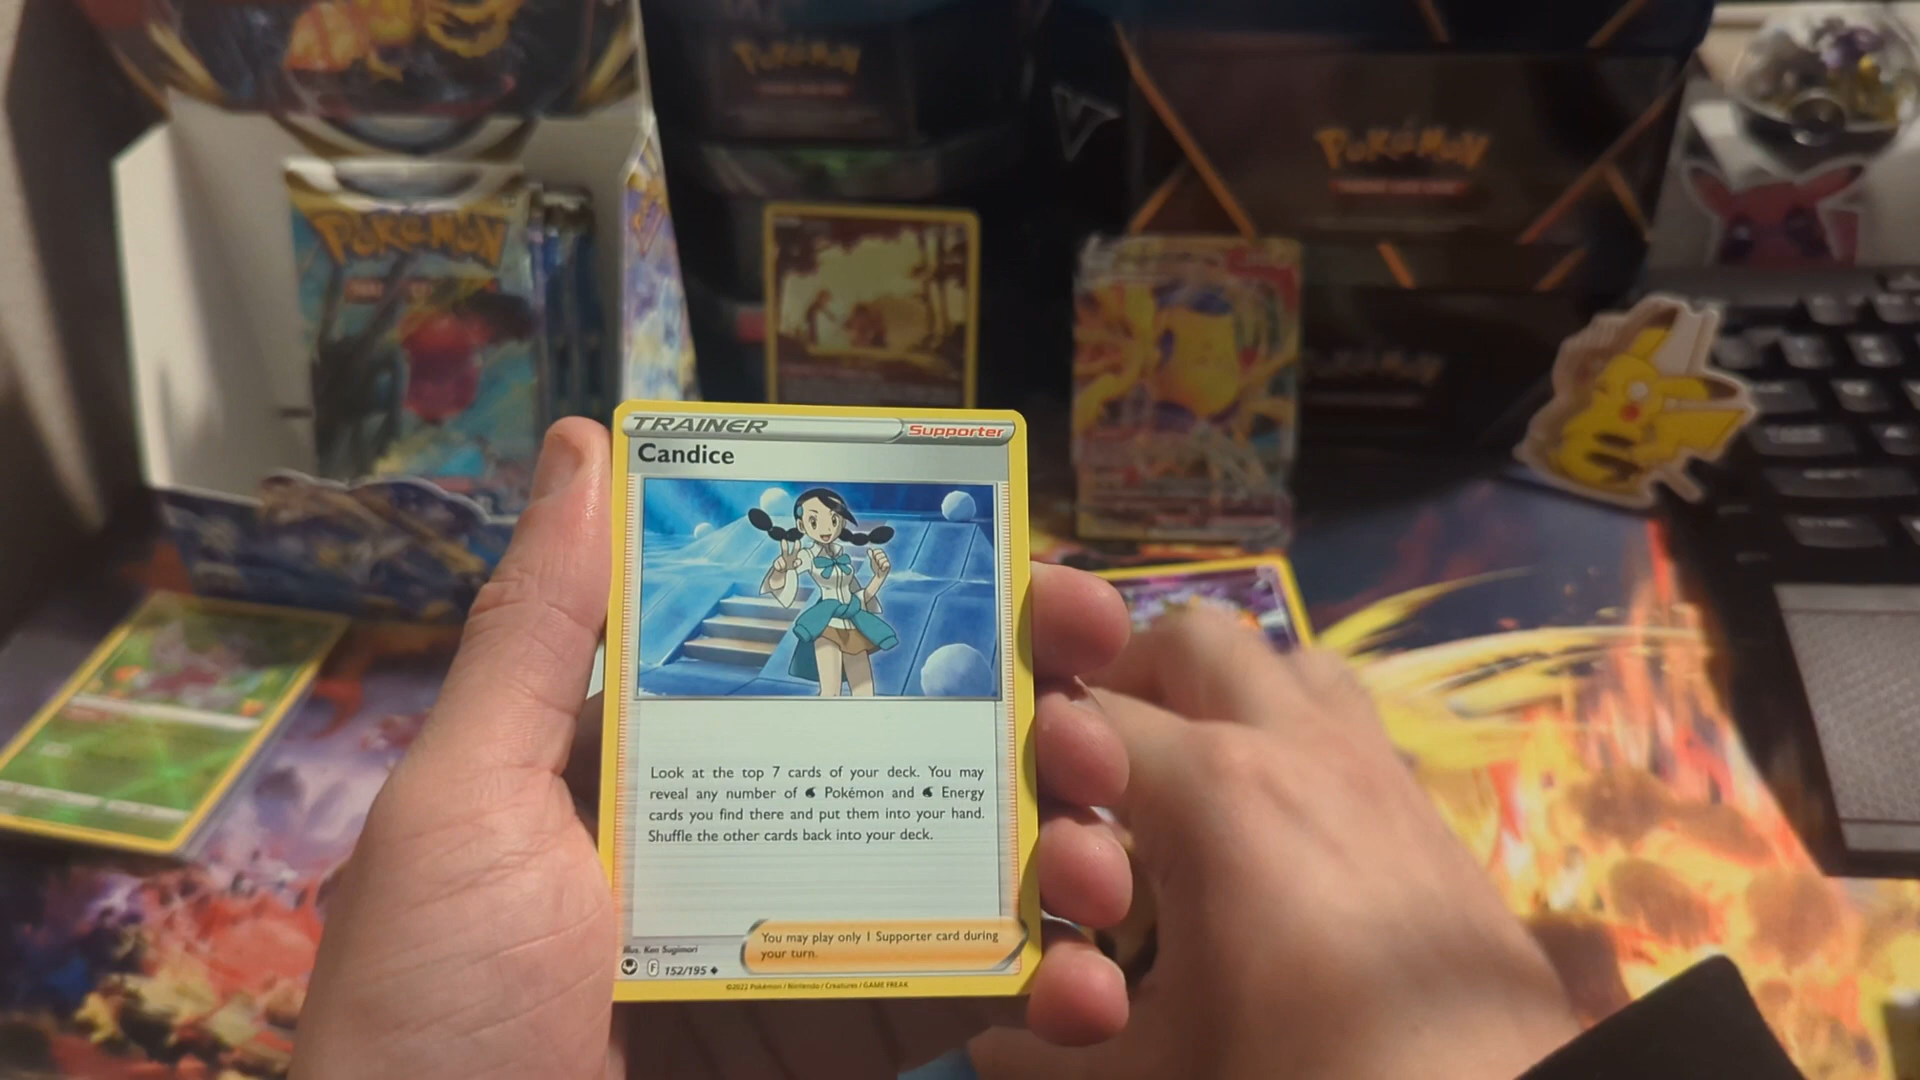 POKéMON
POKéMON
POKéMON
POKéMON
TRAINER
Supporter
Candice
Look at the top 7 cards of your deck. You may
reveal any number of Pokémon and Energy
cards you find there and put them into your hand.
Shuffle the other cards back into your deck.
You may play only 1 Supporter card during
your turn.
Illus. Ken Sugimori
F 152/195
©2022 Pokémon / Nintendo / Creatures / GAME FREAK